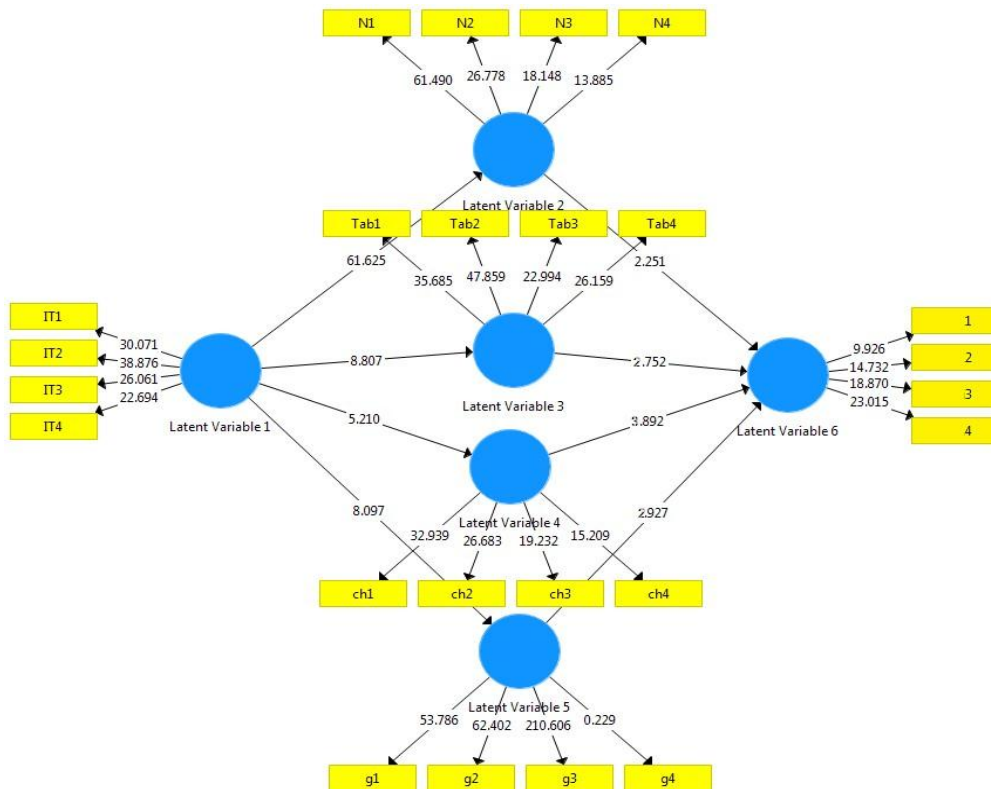 N1 N2 N3 N4
61.490 26.778 18.148 13.885
Latent Variable 2
Tab1 Tab2 Tab3 Tab4
61.625 35.685 47.859 22.994 26.159 2.251
IT1
IT2
IT3
IT4
30.071
38.876
26.061
22.694
Latent Variable 1
8.807
2.752
Latent Variable 3
1
2
3
4
9.926
14.732
18.870
23.015
Latent Variable 6
5.210
3.892
8.097
Latent Variable 4
2.927
32.939 26.683 19.232 15.209
ch1 ch2 ch3 ch4
Latent Variable 5
53.786 62.402 210.606 0.229
g1 g2 g3 g4